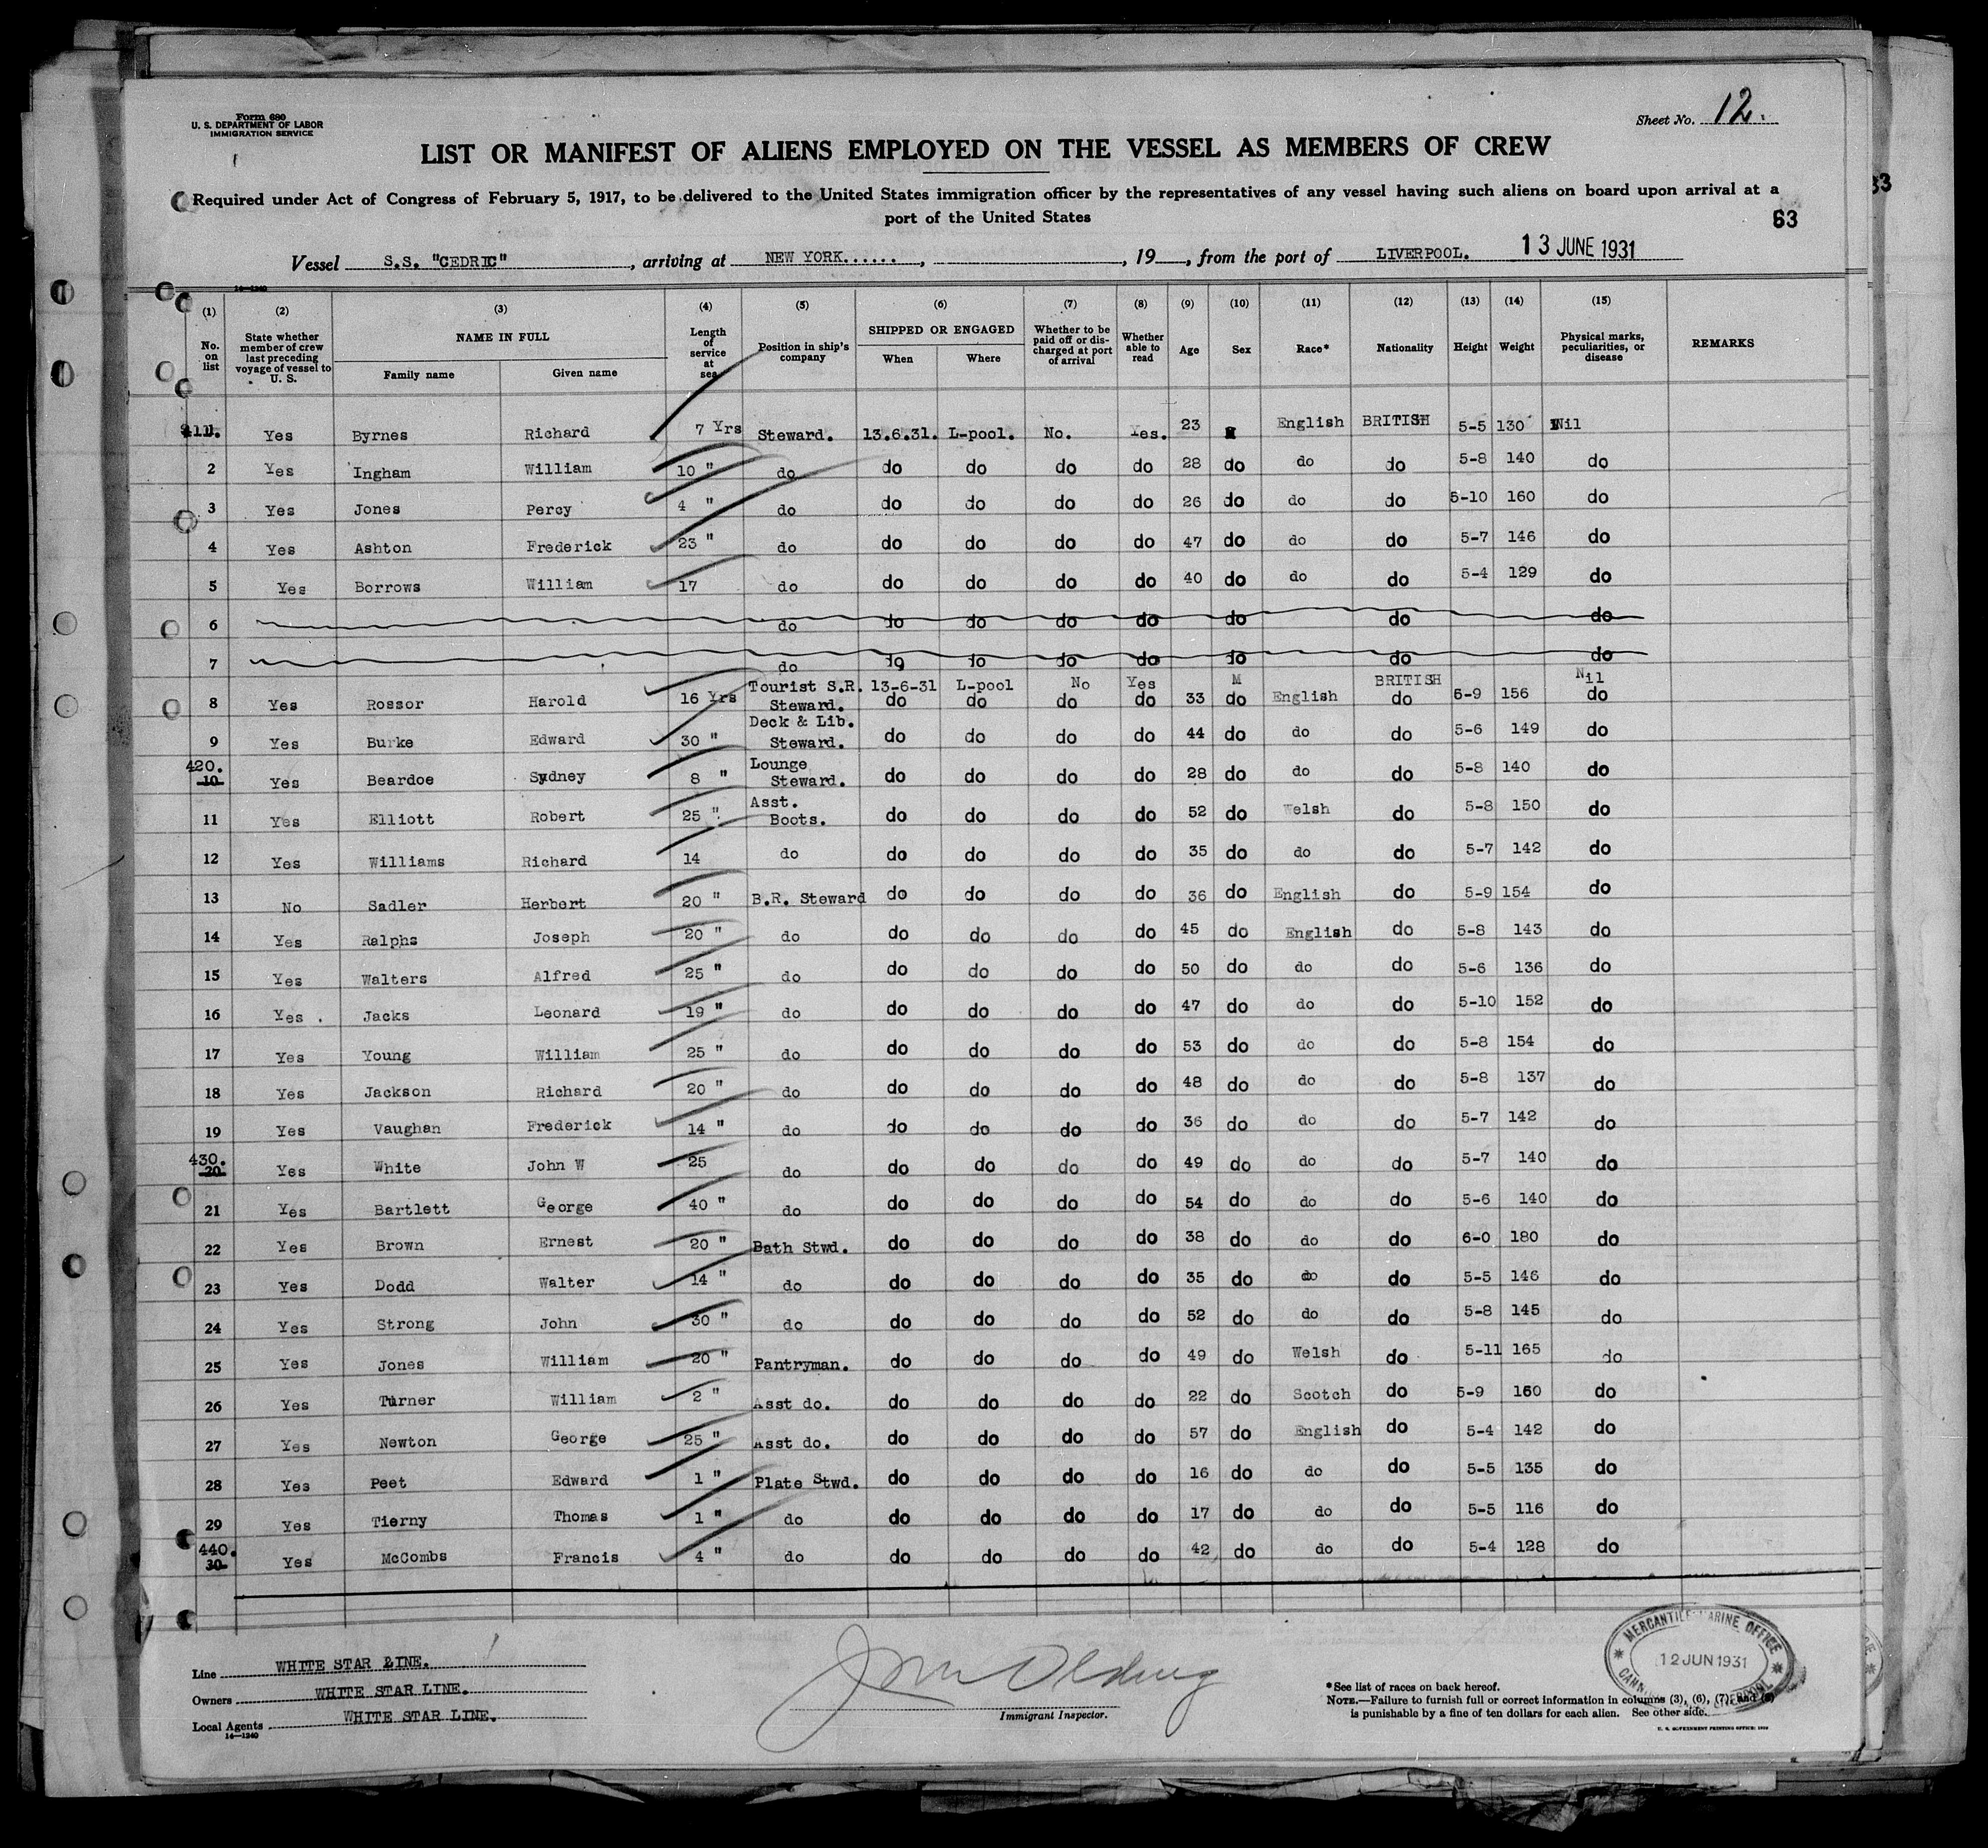 Form 680
U. S. DEPARTMENT OF LABOR
IMMIGRATION SERVICE
Sheet No. 12.
LIST OR MANIFEST OF ALIENS EMPLOYED ON THE VESSEL AS MEMBERS OF CREW
Required under Act of Congress of February 5, 1917, to be delivered to the United States immigration officer by the representatives of any vessel having such aliens on board upon arrival at a
port of the United States
63
Vessel S.S. "CEDRIC", arriving at NEW YORK......, , 19 , from the port of LIVERPOOL. 13 JUNE 1931
14—1240
(1) (2) (3) (4) (5) (6) (7) (8) (9) (10) (11) (12) (13) (14) (15)
No. on list State whether member of crew last preceding voyage of vessel to U. S. NAME IN FULL Family name Given name Length of service at sea Position in ship's company SHIPPED OR ENGAGED When Where Whether to be paid off or discharged at port of arrival Whether able to read Age Sex Race* Nationality Height Weight Physical marks, peculiarities, or disease REMARKS
411. Yes Byrnes Richard 7 Yrs Steward. 13.6.31. L-pool. No. Yes. 23 English BRITISH 5-5 130 Nil
2 Yes Ingham William 10 " do do do do do 28 do do do 5-8 140 do
3 Yes Jones Percy 4 " do do do do do 26 do do do 5-10 160 do
4 Yes Ashton Frederick 23 " do do do do do 47 do do do 5-7 146 do
5 Yes Borrows William 17 do do do do do 40 do do do 5-4 129 do
6 do do do do do do do do
7 do do do do do do do do
Tourist S.R. 13-6-31 L-pool No Yes M BRITISH Nil
8 Yes Rossor Harold 16 Yrs Steward. do do do do 33 do English do 5-9 156 do
9 Yes Burke Edward 30 " Deck & Lib. Steward. do do do do 44 do do do 5-6 149 do
420. 10 Yes Beardoe Sydney 8 " Lounge Steward. do do do do 28 do do do 5-8 140 do
11 Yes Elliott Robert 25 " Asst. Boots. do do do do 52 do Welsh do 5-8 150 do
12 Yes Williams Richard 14 do do do do do 35 do do do 5-7 142 do
13 No Sadler Herbert 20 " B.R. Steward do do do do 36 do English do 5-9 154 do
14 Yes Ralphs Joseph 20 " do do do do do 45 do English do 5-8 143 do
15 Yes Walters Alfred 25 " do do do do do 50 do do do 5-6 136 do
16 Yes . Jacks Leonard 19 " do do do do do 47 do do do 5-10 152 do
17 Yes Young William 25 " do do do do do 53 do do do 5-8 154 do
18 Yes Jackson Richard 20 " do do do do do 48 do do do 5-8 137 do
19 Yes Vaughan Frederick 14 " do do do do do 36 do do do 5-7 142 do
430. 20 Yes White John W 25 do do do do do 49 do do do 5-7 140 do
21 Yes Bartlett George 40 " do do do do do 54 do do do 5-6 140 do
22 Yes Brown Ernest 20 " Bath Stwd. do do do do 38 do do do 6-0 180 do
23 Yes Dodd Walter 14 " do do do do do 35 do do do 5-5 146 do
24 Yes Strong John 30 " do do do do do 52 do do do 5-8 145 do
25 Yes Jones William 20 " Pantryman. do do do do 49 do Welsh do 5-11 165 do
26 Yes Turner William 2 " Asst do. do do do do 22 do Scotch do 5-9 160 do
27 Yes Newton George 25 " Asst do. do do do do 57 do English do 5-4 142 do
28 Yes Peet Edward 1 " Plate Stwd. do do do do 16 do do do 5-5 135 do
29 Yes Tierny Thomas 1 " do do do do do 17 do do do 5-5 116 do
440. 30 Yes McCombs Francis 4 " do do do do do 42 do do do 5-4 128 do
Line WHITE STAR LINE.
Owners WHITE STAR LINE.
Local Agents WHITE STAR LINE.
14—1240
Immigrant Inspector.
MERCANTILE MARINE OFFICE
12 JUN 1931
LIVERPOOL
*See list of races on back hereof.
NOTE.—Failure to furnish full or correct information in columns (3), (6), (7), and (8)
is punishable by a fine of ten dollars for each alien. See other side.